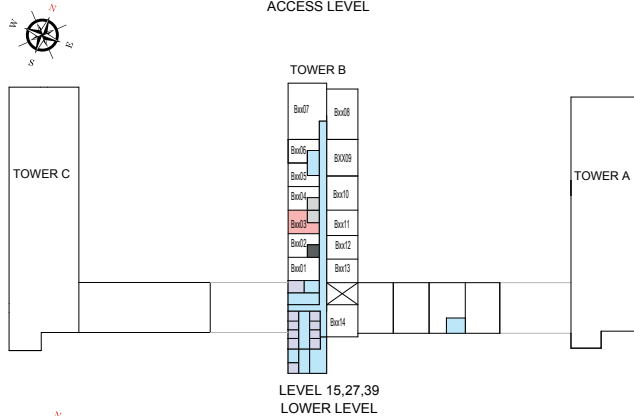 ACCESS LEVEL
N
W
E
S
TOWER B
Bxx07
Bxx08
Bxx06
BXX09
TOWER C
Bxx05
TOWER A
Bxx04
Bxx10
Bxx03
Bxx11
Bxx02
Bxx12
Bxx01
Bxx13
Bxx14
LEVEL 15,27,39
LOWER LEVEL
N